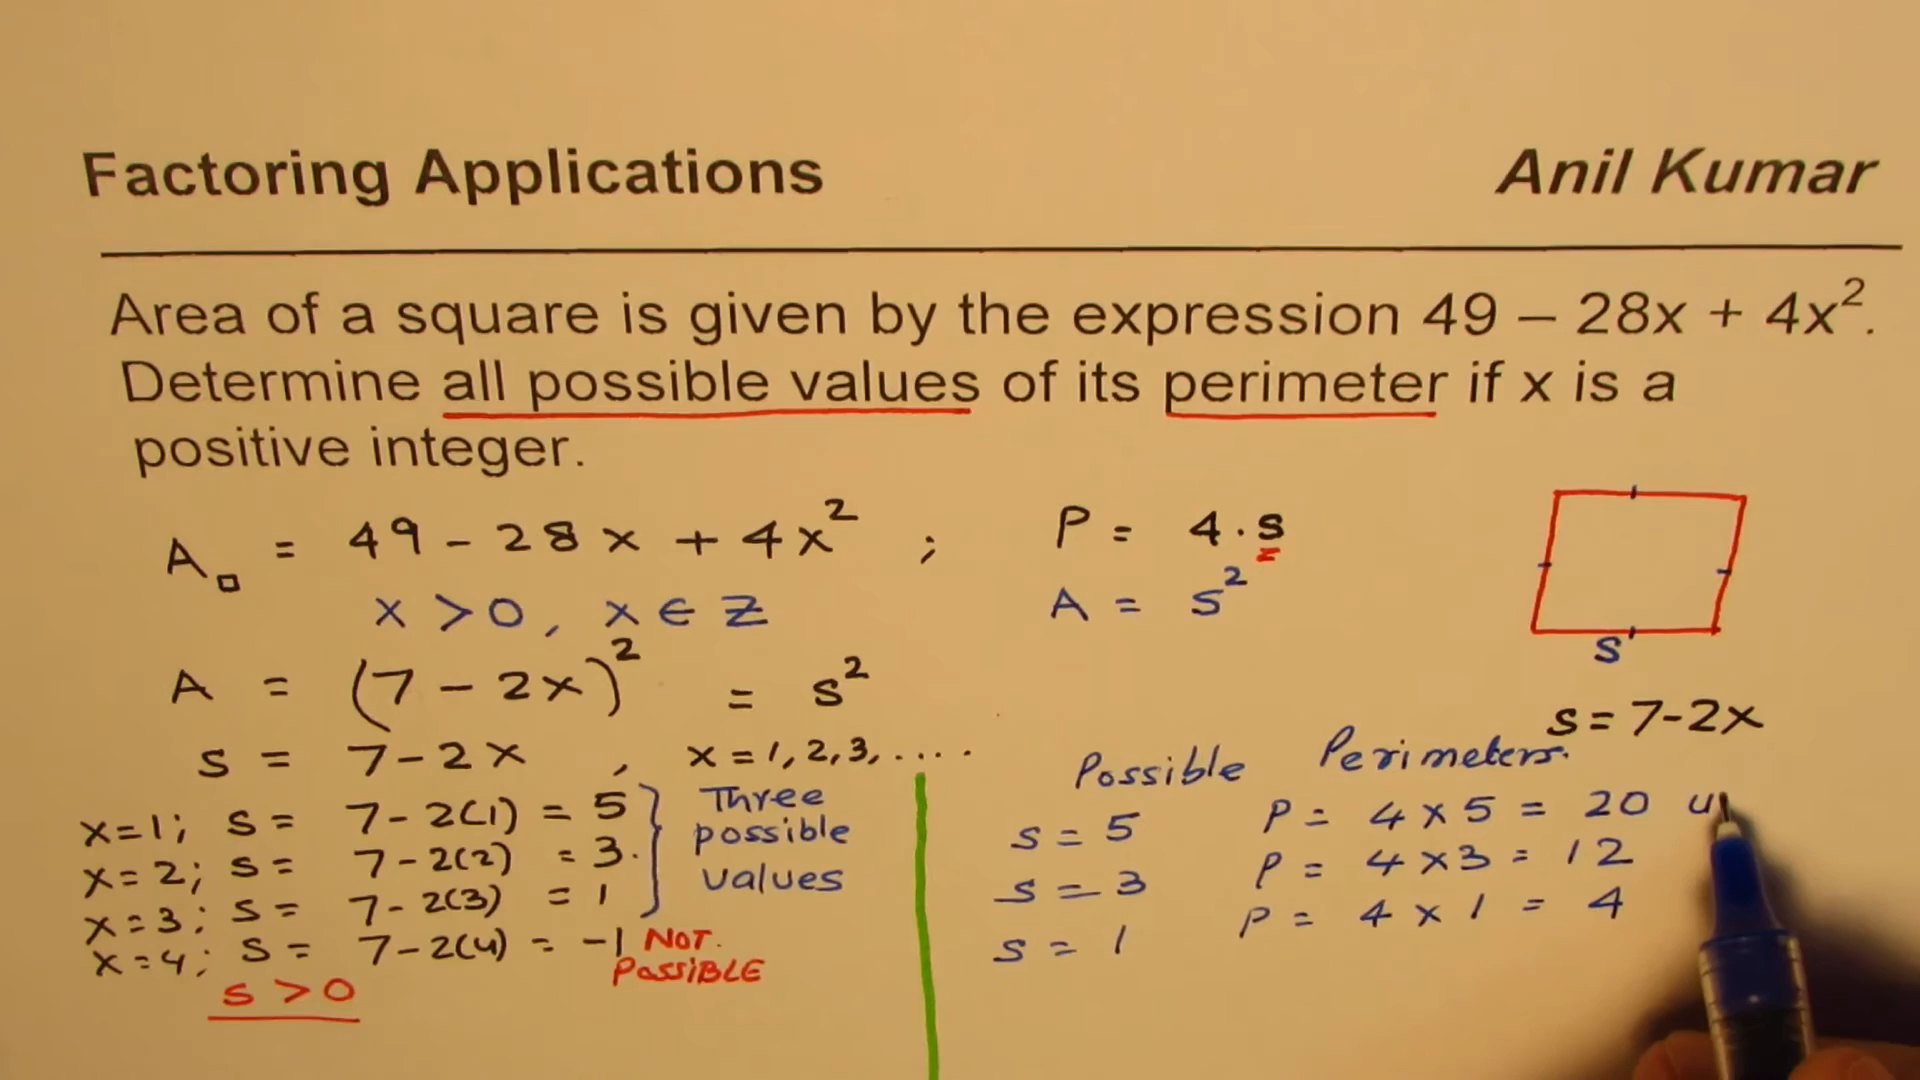 Factoring Applications
Anil Kumar
Area of a square is given by the expression 49 – 28x + 4x².
Determine all possible values of its perimeter if x is a
positive integer.
A□ = 49 - 28x + 4x² ;
x > 0, x ∈ Z
A = (7 - 2x)² = s²
s = 7 - 2x , x = 1, 2, 3, ....
x=1; s = 7 - 2(1) = 5
x=2; s = 7 - 2(2) = 3.
x=3; s = 7 - 2(3) = 1
x=4; s = 7 - 2(4) = -1 NOT.
POSSIBLE
s > 0
Three
possible
values
P = 4 . s
A = s²
s
s = 7-2x
Possible Perimeters.
s = 5 P = 4 x 5 = 20 u
s = 3 P = 4 x 3 = 12
s = 1 P = 4 x 1 = 4